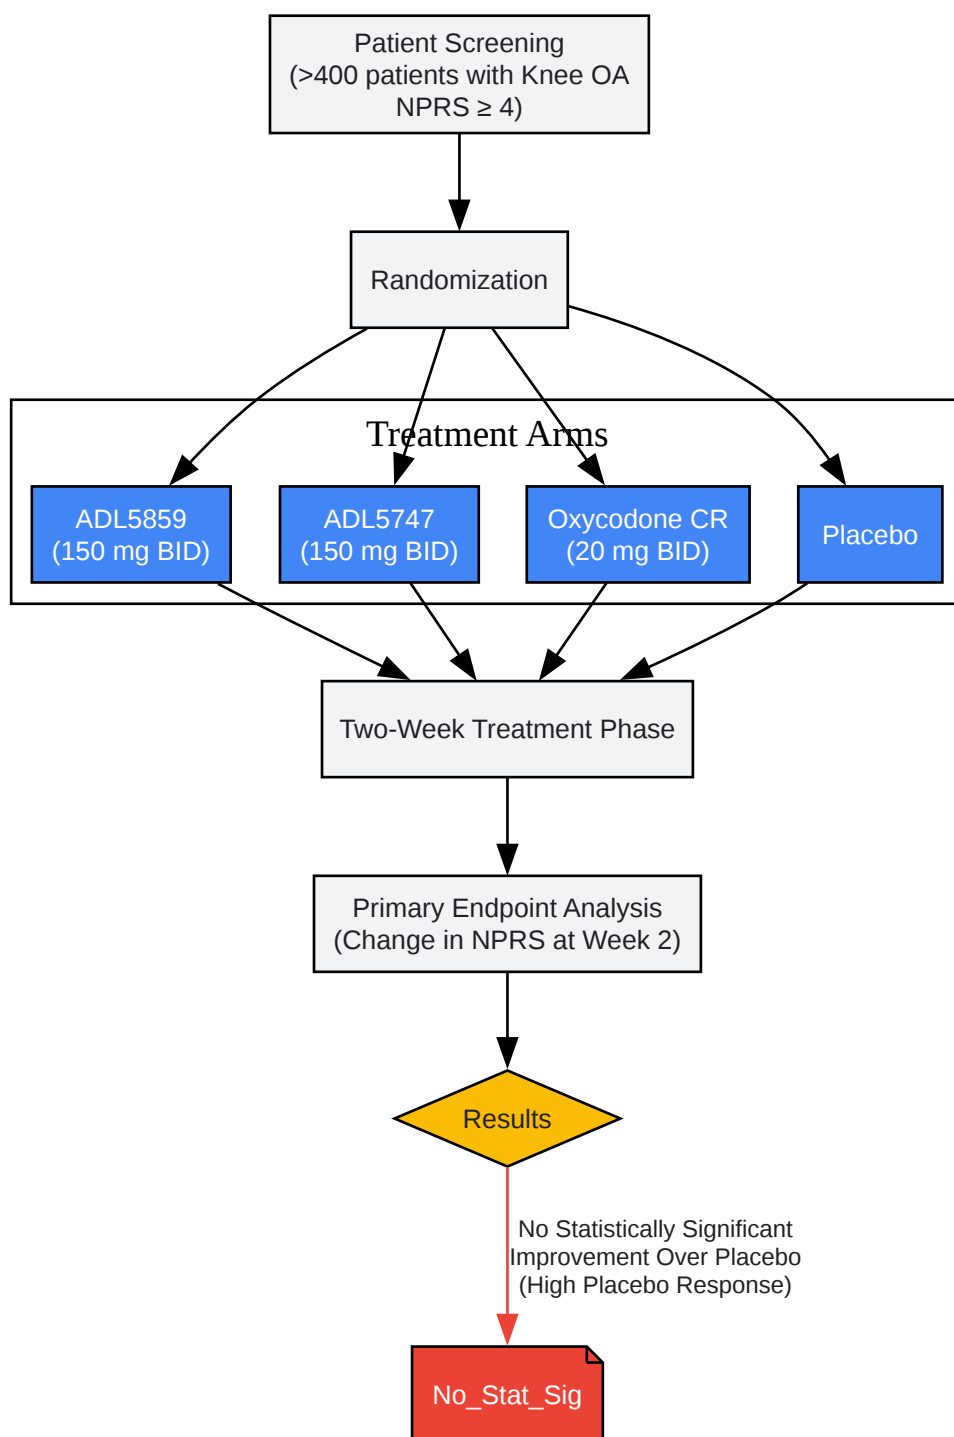 Patient Screening
(>400 patients with Knee OA
NPRS ≥ 4)
Randomization
Treatment Arms
ADL5859
(150 mg BID)
ADL5747
(150 mg BID)
Oxycodone CR
(20 mg BID)
Placebo
Two-Week Treatment Phase
Primary Endpoint Analysis
(Change in NPRS at Week 2)
Results
No Statistically Significant
Improvement Over Placebo
(High Placebo Response)
No_Stat_Sig